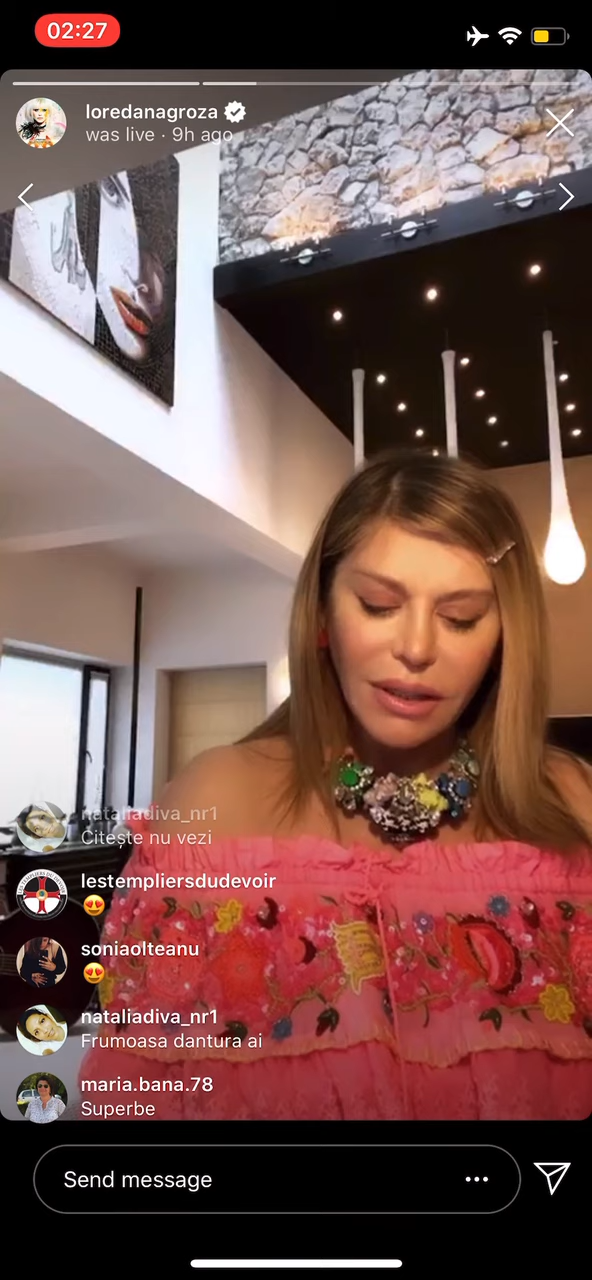 02:27
loredanagroza
was live · 9h ago
nataliadiva_nr1
Citește nu vezi
lestempliersdudevoir
😍
soniaolteanu
😍
nataliadiva_nr1
Frumoasa dantura ai
maria.bana.78
Superbe
Send message